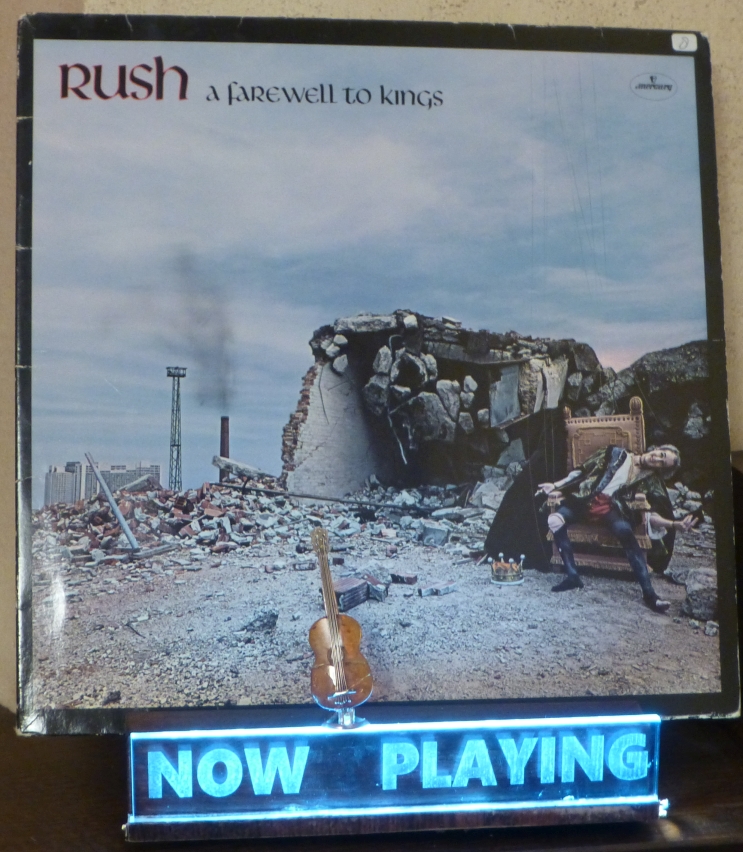 Rush a farewell to kings
mercury
NOW PLAYING